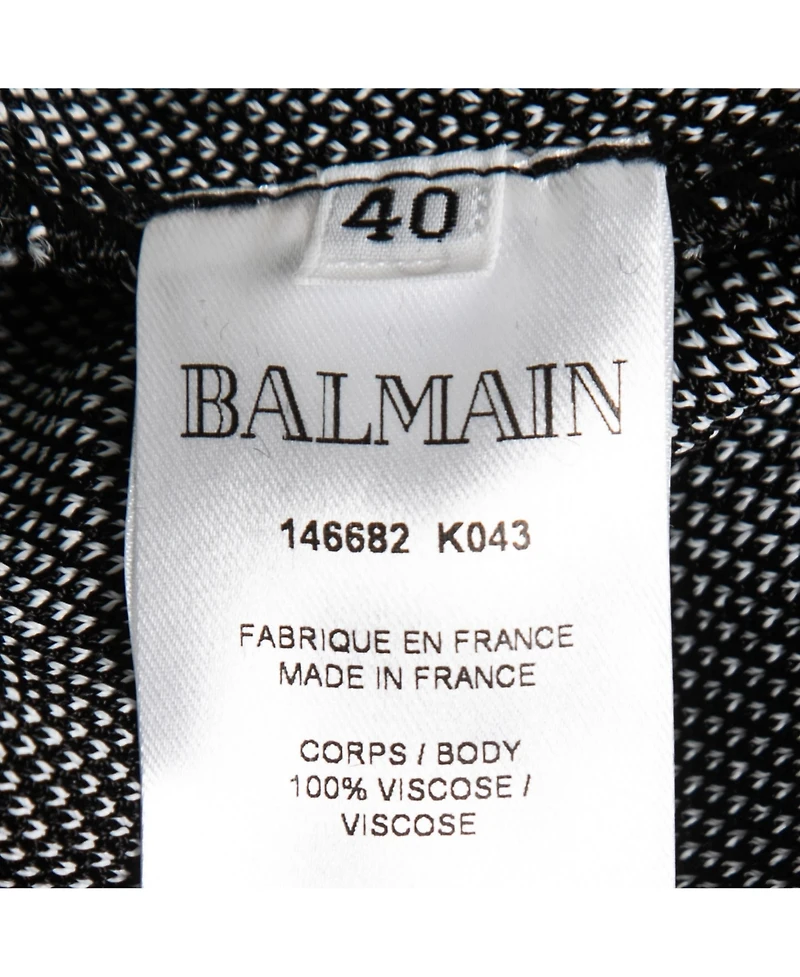 40
BALMAIN
146682 K043
FABRIQUE EN FRANCE
MADE IN FRANCE
CORPS / BODY
100% VISCOSE /
VISCOSE